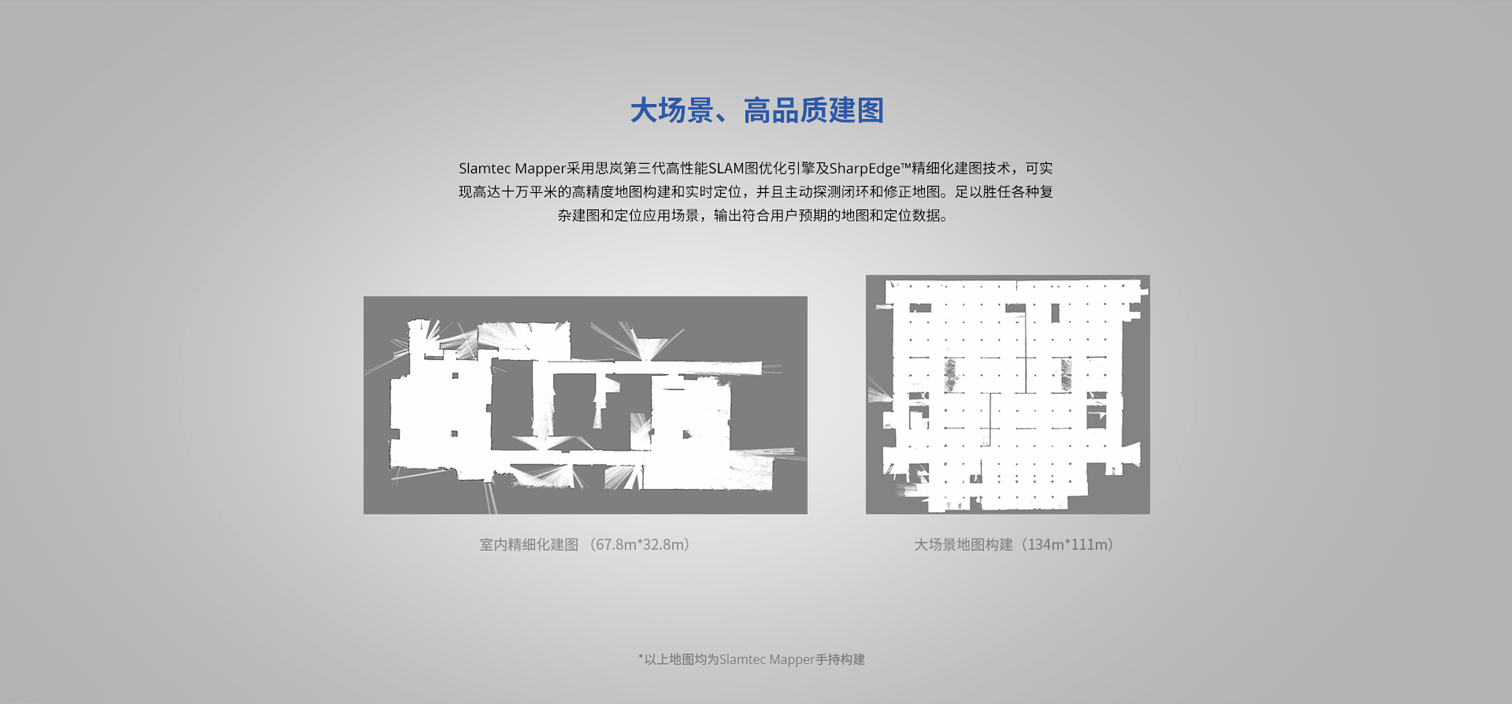 大场景、高品质建图
Slamtec Mapper采用思岚第三代高性能SLAM图优化引擎及SharpEdge™精细化建图技术，可实
现高达十万平米的高精度地图构建和实时定位，并且主动探测闭环和修正地图。足以胜任各种复
杂建图和定位应用场景，输出符合用户预期的地图和定位数据。
室内精细化建图 （67.8m*32.8m）
大场景地图构建（134m*111m）
*以上地图均为Slamtec Mapper手持构建